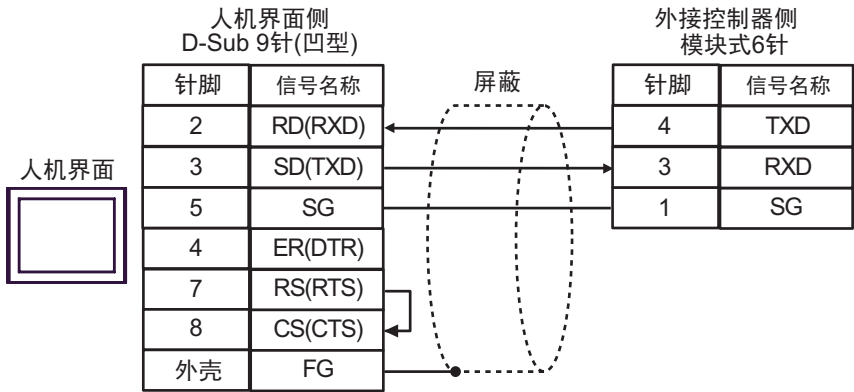 人机界面侧
D-Sub 9针(凹型)
外接控制器侧
模块式6针
人机界面
屏蔽
针脚 信号名称
2 RD(RXD)
3 SD(TXD)
5 SG
4 ER(DTR)
7 RS(RTS)
8 CS(CTS)
外壳 FG
针脚 信号名称
4 TXD
3 RXD
1 SG